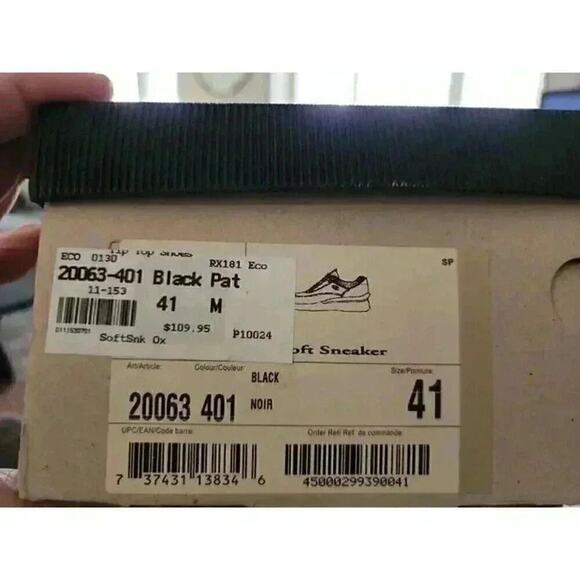 Tip Top Shoes
ECO 0130 RX181 Eco
20063-401 Black Pat
11-153 41 M
$109.95 P10024
SoftSnk Ox
SP
oft Sneaker
Art/Article: Colour/Couleur Size/Pointure:
BLACK
20063 401 NOIR 41
UPC/EAN/Code barre: Order Ref/ Ref. de commande
7 37431 13834 6
45000299390041